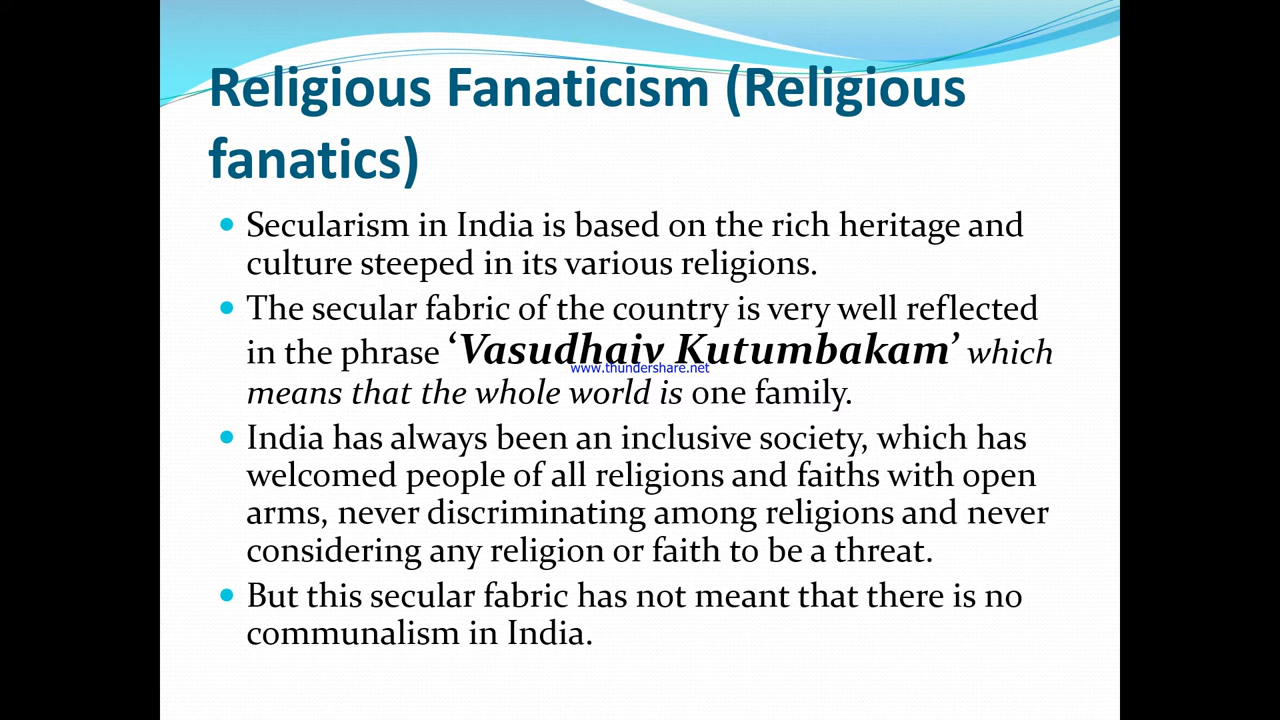 Religious Fanaticism (Religious
fanatics)
• Secularism in India is based on the rich heritage and
culture steeped in its various religions.
• The secular fabric of the country is very well reflected
in the phrase ‘Vasudhaiv Kutumbakam’ which
www.thundershare.net
means that the whole world is one family.
• India has always been an inclusive society, which has
welcomed people of all religions and faiths with open
arms, never discriminating among religions and never
considering any religion or faith to be a threat.
• But this secular fabric has not meant that there is no
communalism in India.